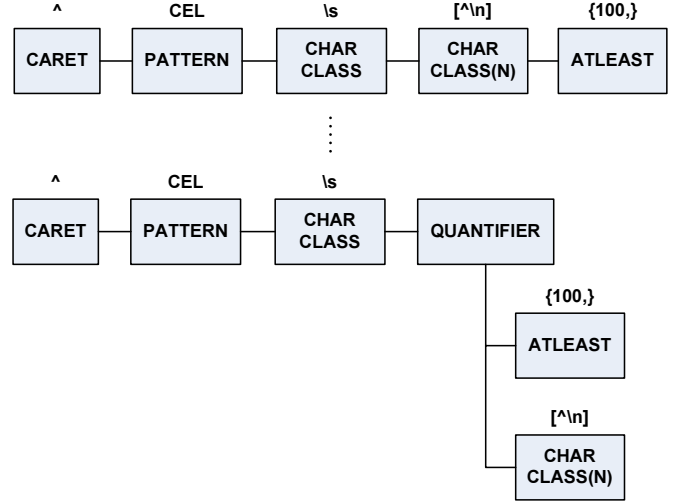 ^ CEL \s [^\n] {100,}
CARET PATTERN CHAR CLASS CHAR CLASS(N) ATLEAST
^ CEL \s
CARET PATTERN CHAR CLASS QUANTIFIER
{100,}
ATLEAST
[^\n]
CHAR
CLASS(N)